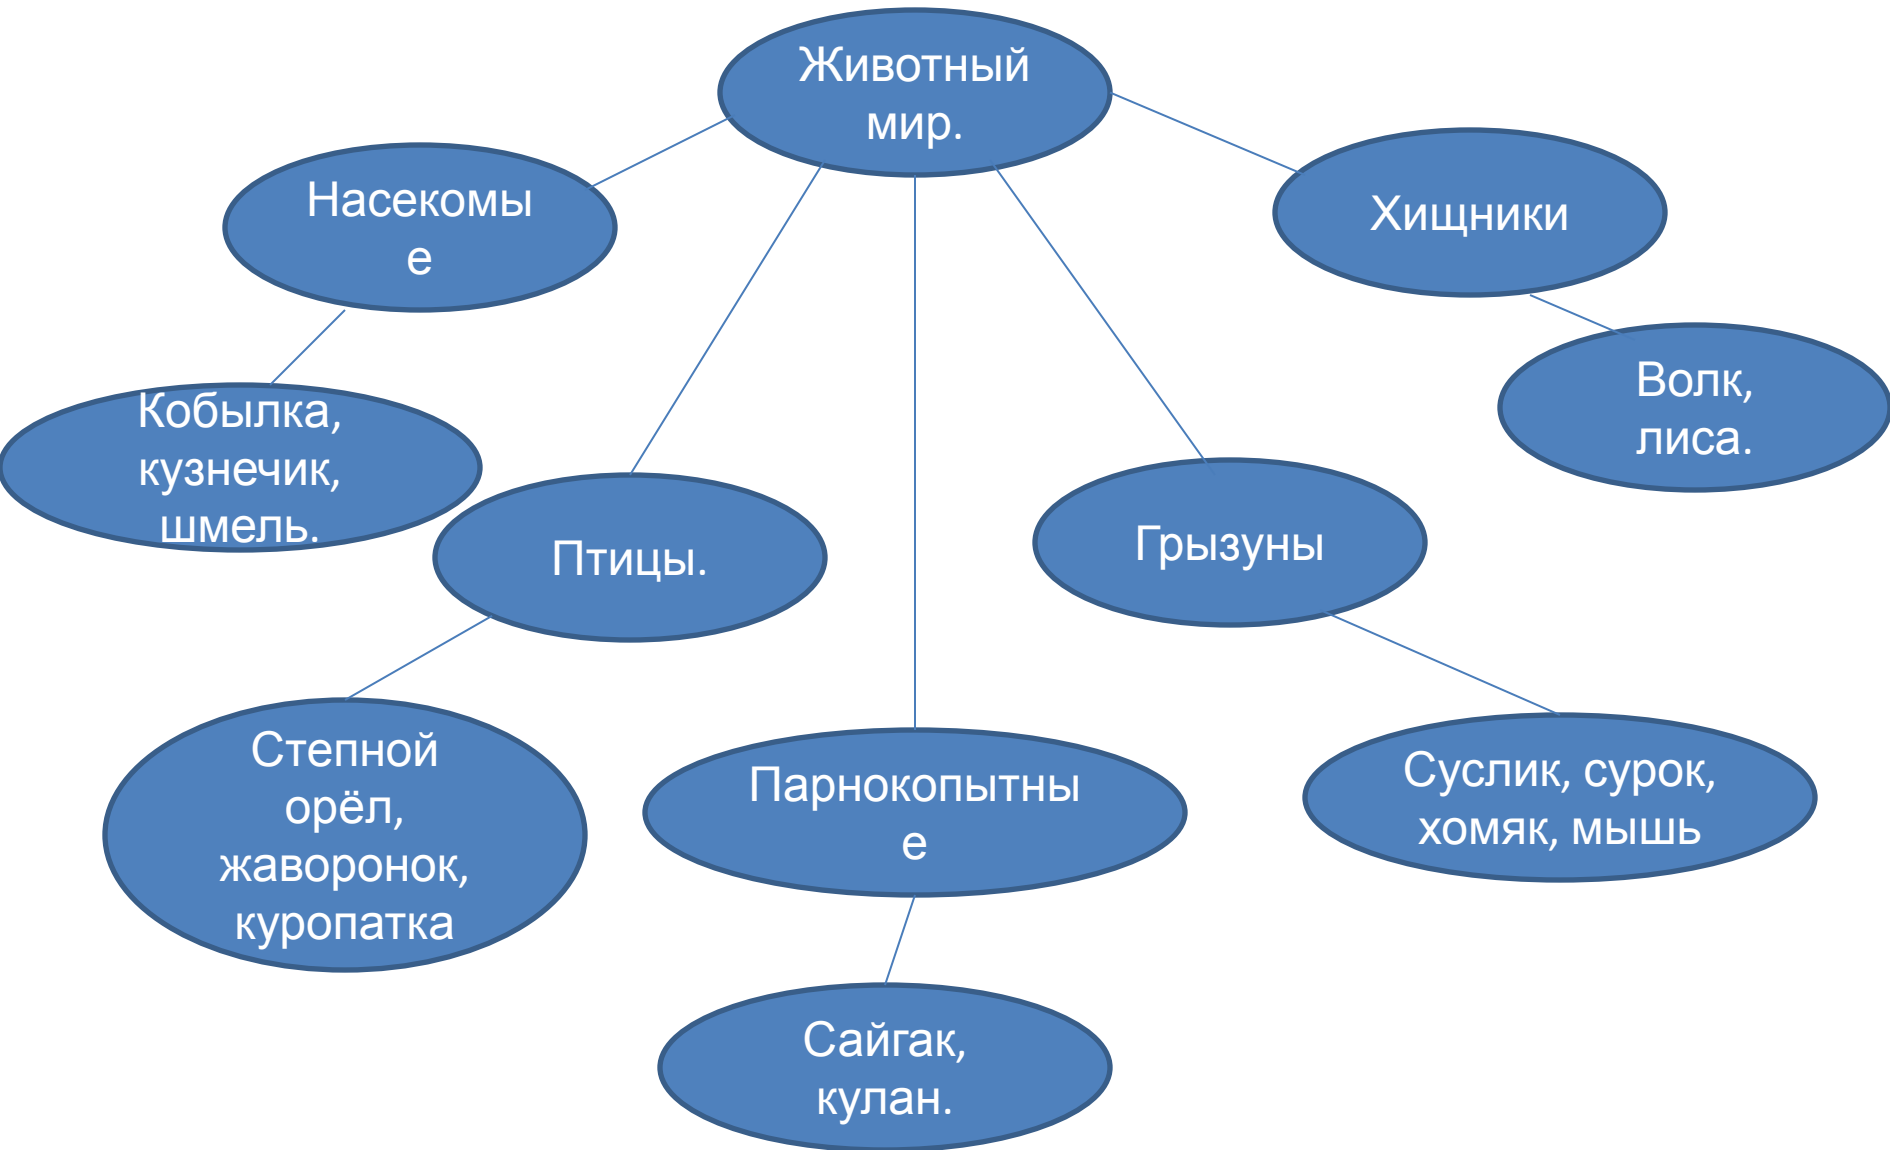 Животный
мир.
Насекомы
е
Хищники
Кобылка,
кузнечик,
шмель.
Волк,
лиса.
Птицы.
Грызуны
Степной
орёл,
жаворонок,
куропатка
Парнокопытны
е
Суслик, сурок,
хомяк, мышь
Сайгак,
кулан.